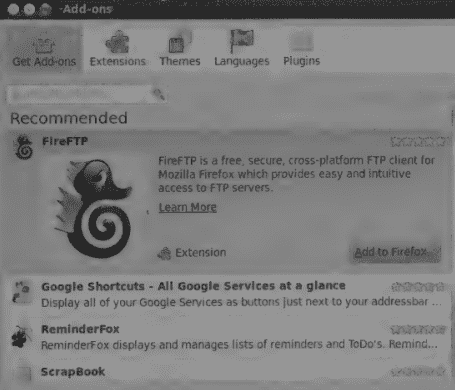 Add-ons
Get Add-ons Extensions Themes Languages Plugins
Recommended
FireFTP
FireFTP is a free, secure, cross-platform FTP client for
Mozilla Firefox which provides easy and intuitive
access to FTP servers.
Learn More
Extension Add to Firefox...
Google Shortcuts - All Google Services at a glance
Display all of your Google Services as buttons just next to your addressbar ...
ReminderFox
ReminderFox displays and manages lists of reminders and ToDo's. Remind...
ScrapBook